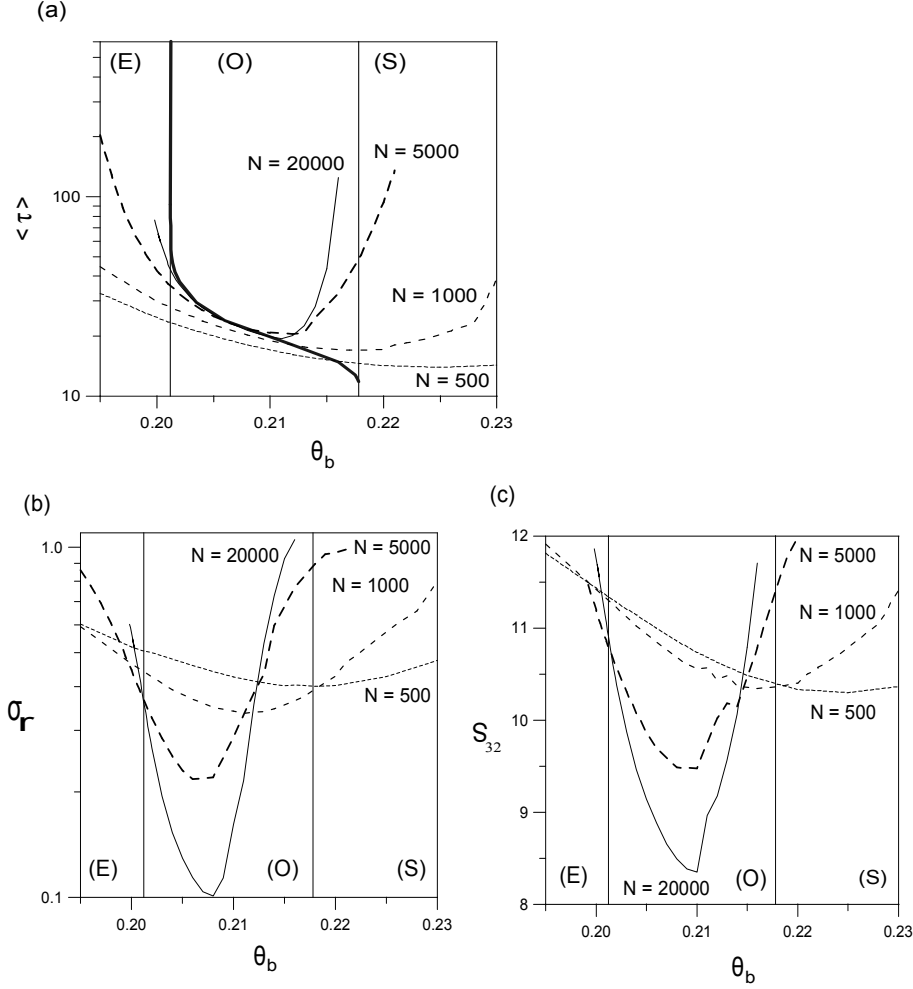 (a)
(E)
(O)
(S)
N = 20000
N = 5000
N = 1000
N = 500
100
10
< τ >
0.20
0.21
0.22
0.23
θb
(b)
N = 20000
N = 5000
N = 1000
N = 500
1.0
0.1
σr
(E)
(O)
(S)
0.20
0.21
0.22
0.23
θb
(c)
12
11
10
9
8
S32
N = 5000
N = 1000
N = 500
N = 20000
(E)
(O)
(S)
0.20
0.21
0.22
0.23
θb